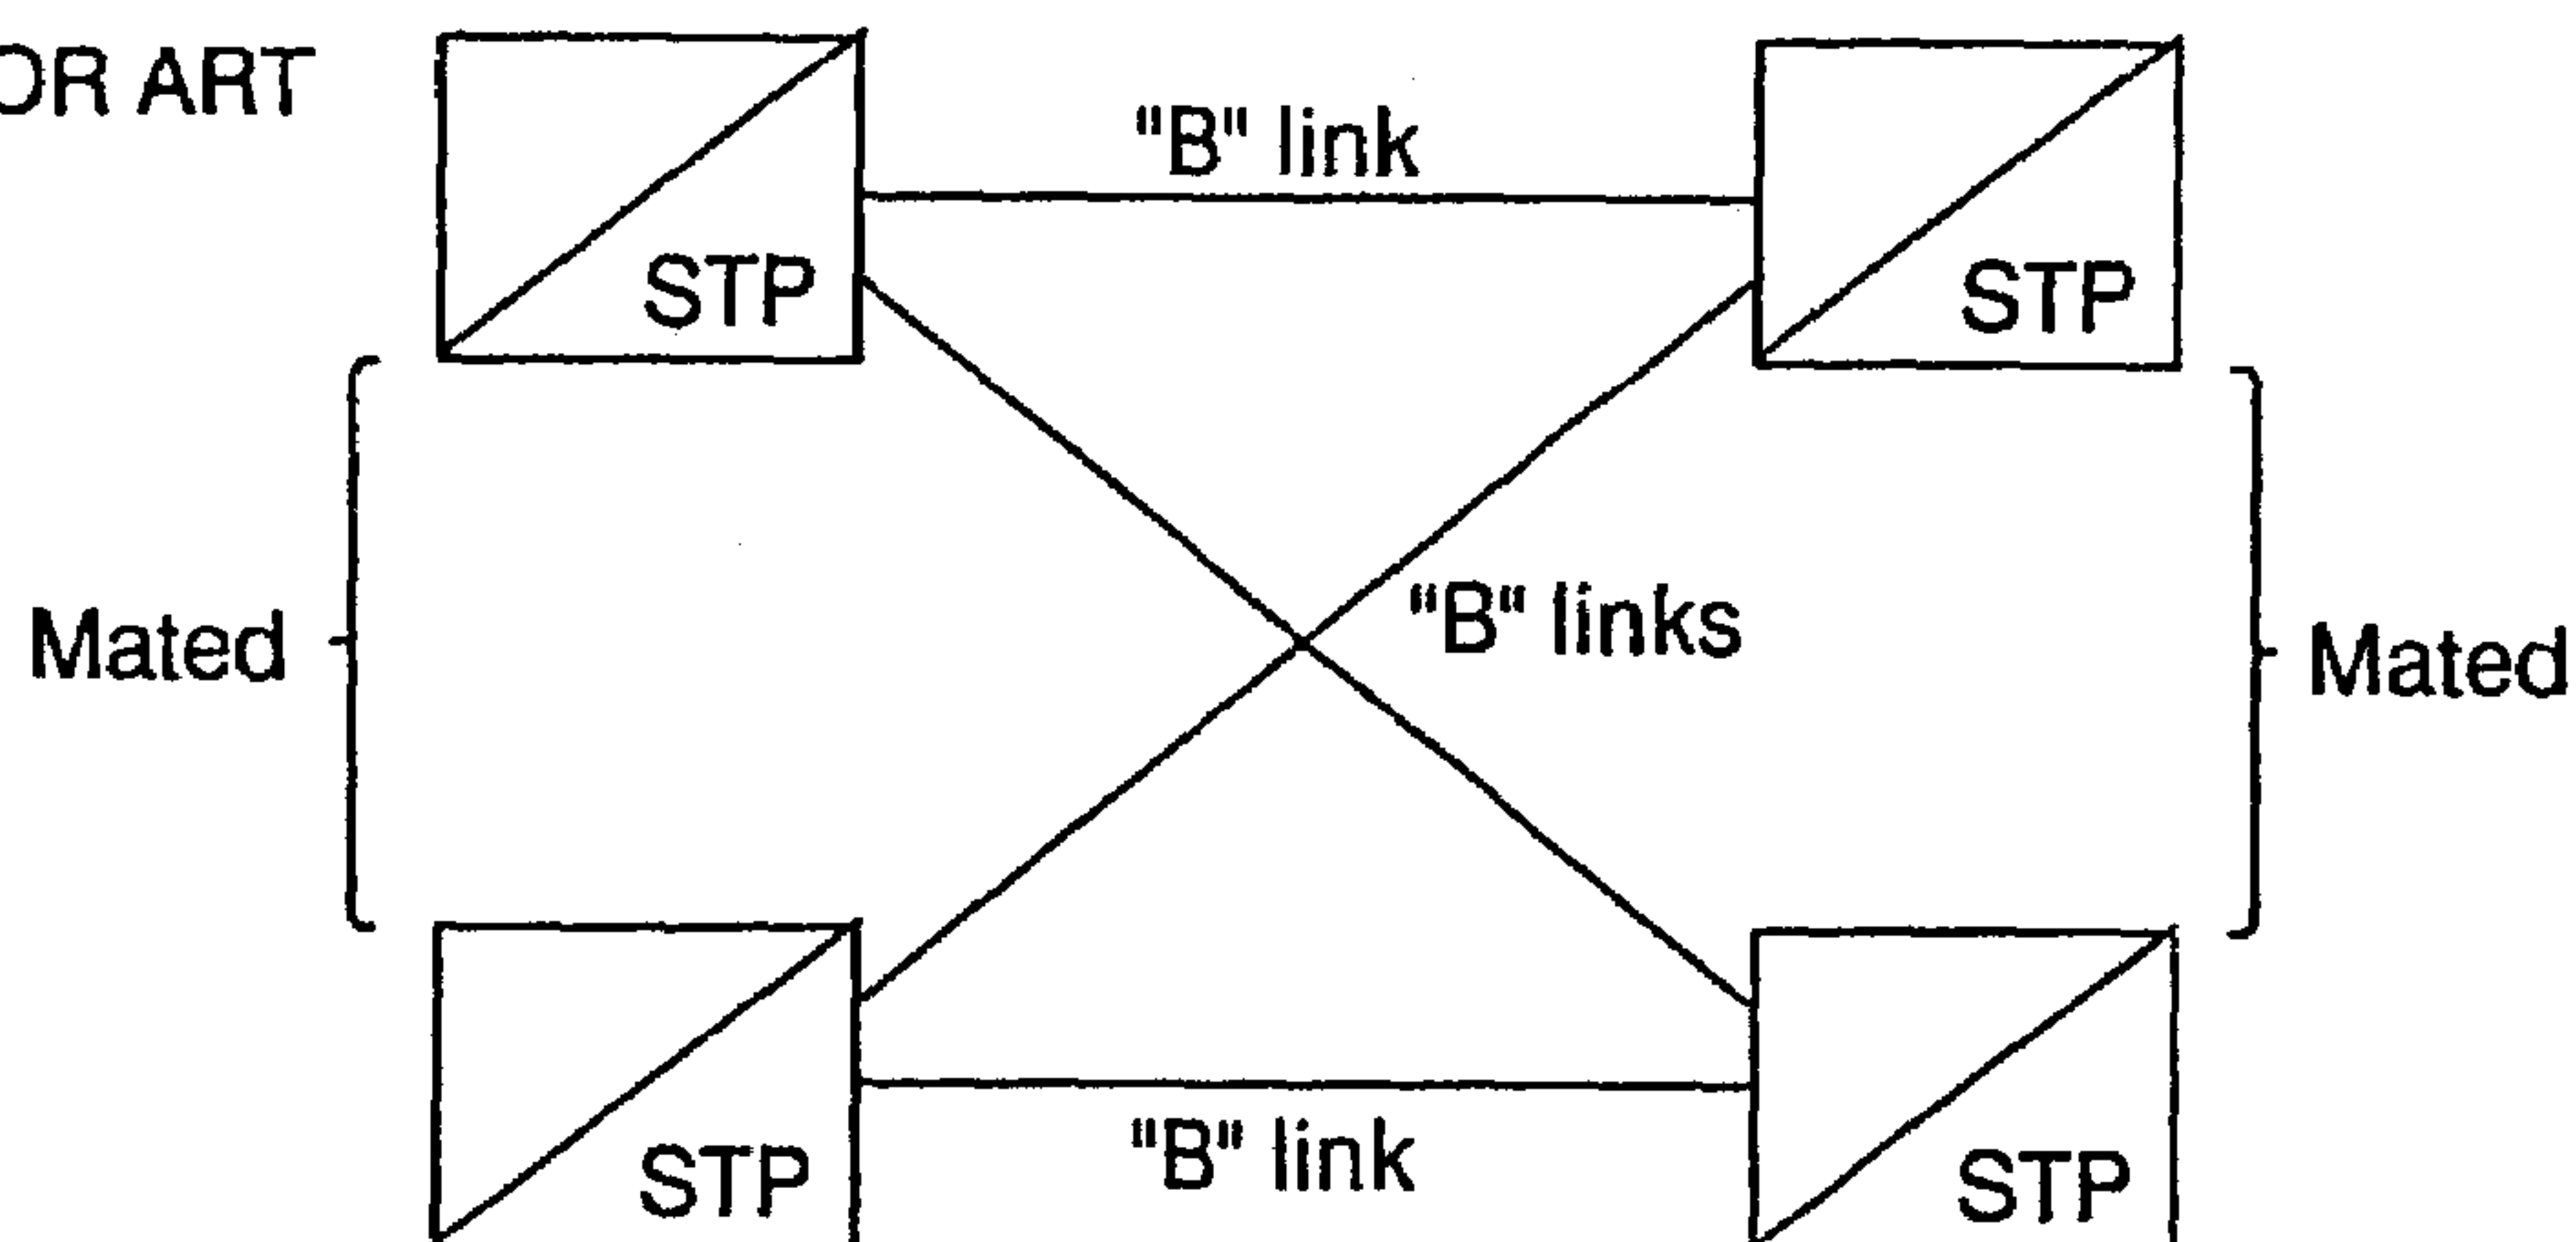 OR ART
"B" link
STP
STP
"B" links
Mated
Mated
STP
"B" link
STP